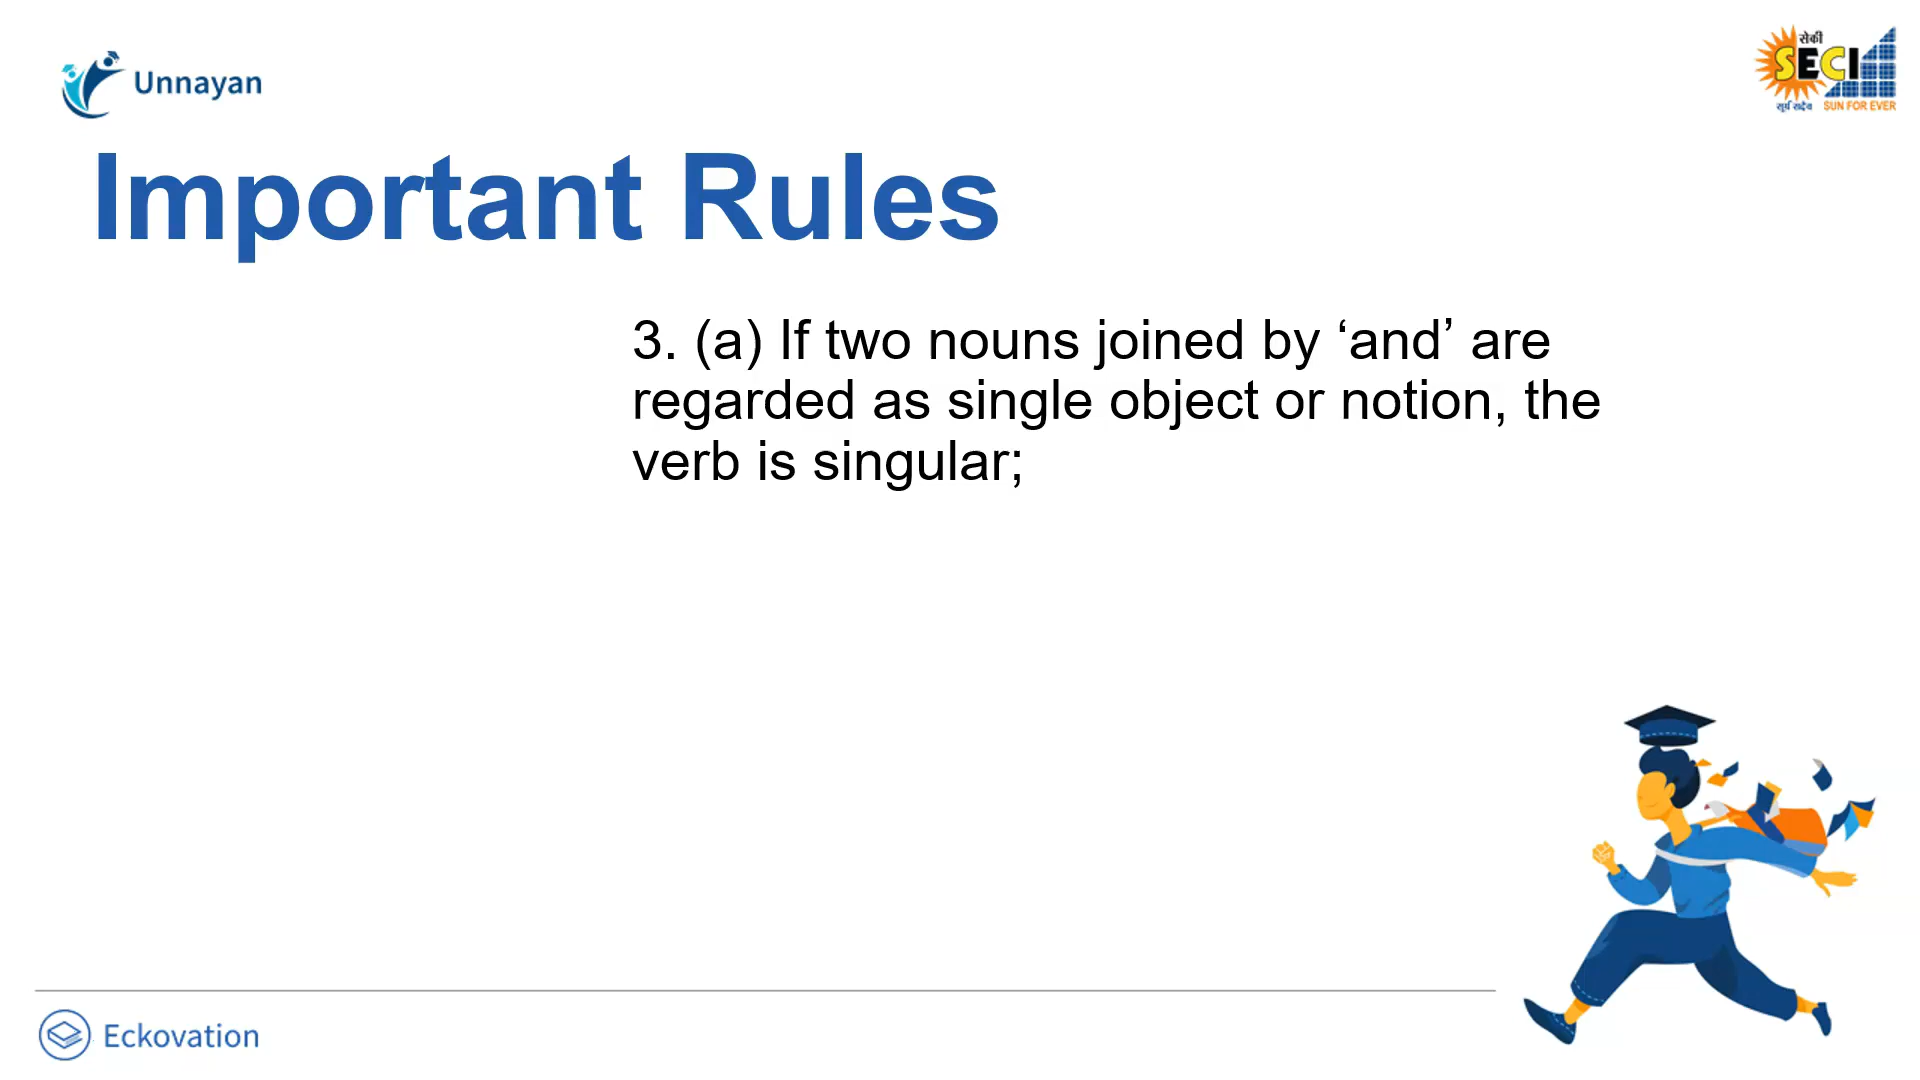 Unnayan
सेकी
SECI
सूर्य सदैव SUN FOR EVER
Important Rules
3. (a) If two nouns joined by ‘and’ are
regarded as single object or notion, the
verb is singular;
Eckovation